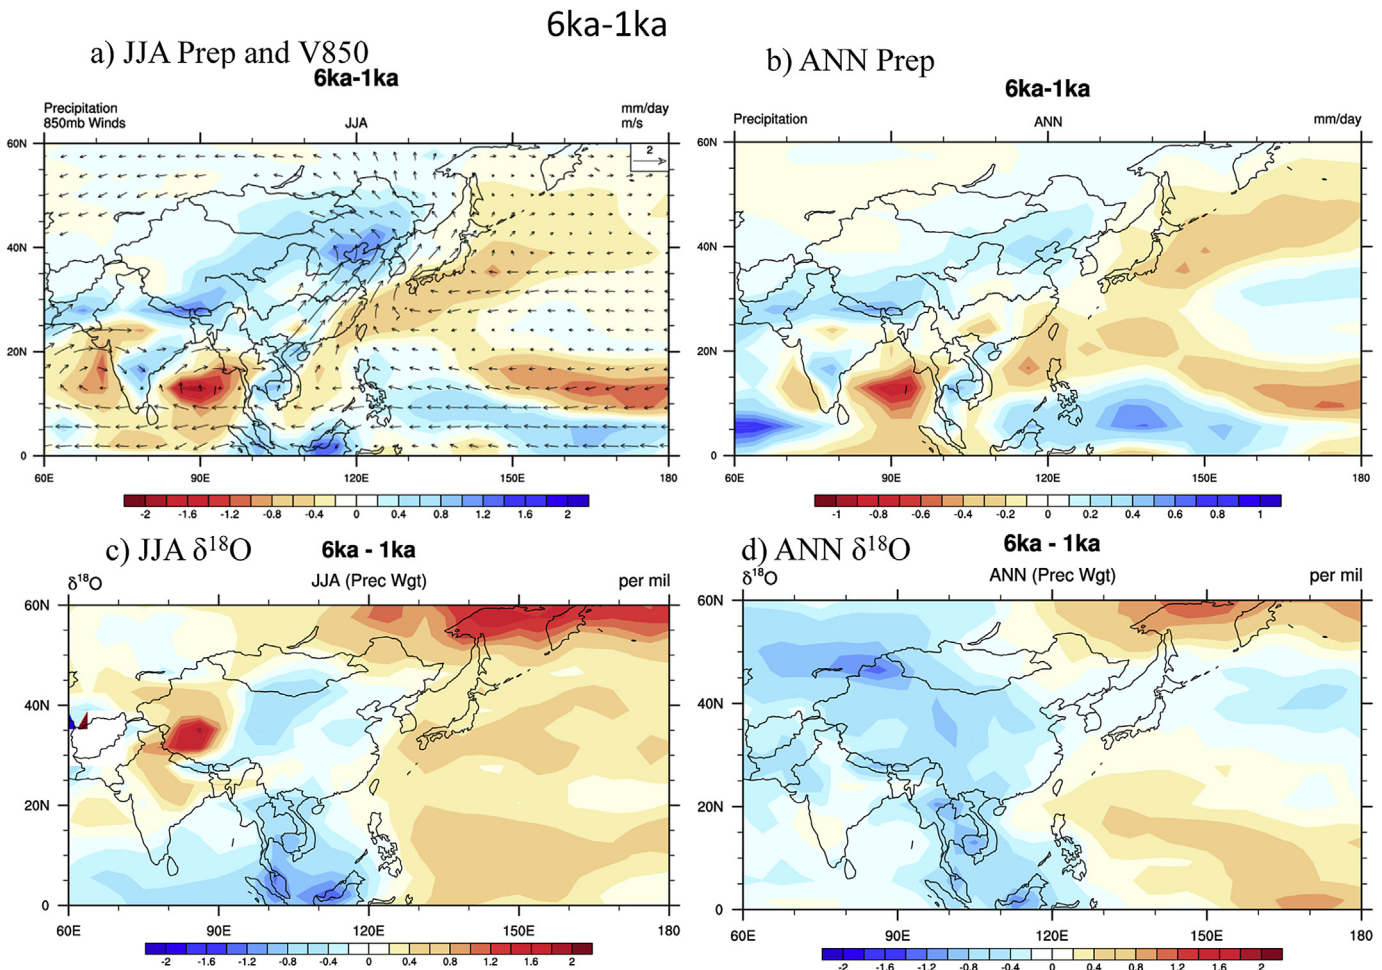 6ka-1ka
a) JJA Prep and V850
6ka-1ka
Precipitation
850mb Winds
JJA
mm/day
m/s
2
60N
40N
20N
0
60E
90E
120E
150E
180
-2 -1.6 -1.2 -0.8 -0.4 0 0.4 0.8 1.2 1.6 2
b) ANN Prep
6ka-1ka
Precipitation
ANN
mm/day
60N
40N
20N
0
60E
90E
120E
150E
180
-1 -0.8 -0.6 -0.4 -0.2 0 0.2 0.4 0.6 0.8 1
c) JJA δ¹⁸O
6ka - 1ka
δ¹⁸O
JJA (Prec Wgt)
per mil
60N
40N
20N
0
60E
90E
120E
150E
180
-2 -1.6 -1.2 -0.8 -0.4 0 0.4 0.8 1.2 1.6 2
d) ANN δ¹⁸O
6ka - 1ka
δ¹⁸O
ANN (Prec Wgt)
per mil
60N
40N
20N
0
60E
90E
120E
150E
180
-2 -1.6 -1.2 -0.8 -0.4 0 0.4 0.8 1.2 1.6 2